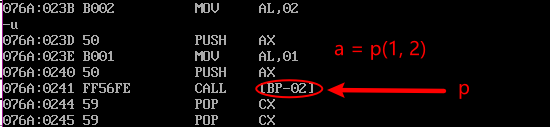 076A:023B B002 MOV AL,02
-u
076A:023D 50 PUSH AX
076A:023E B001 MOV AL,01
076A:0240 50 PUSH AX
076A:0241 FF56FE CALL [BP-02]
076A:0244 59 POP CX
076A:0245 59 POP CX
a = p(1, 2)
p